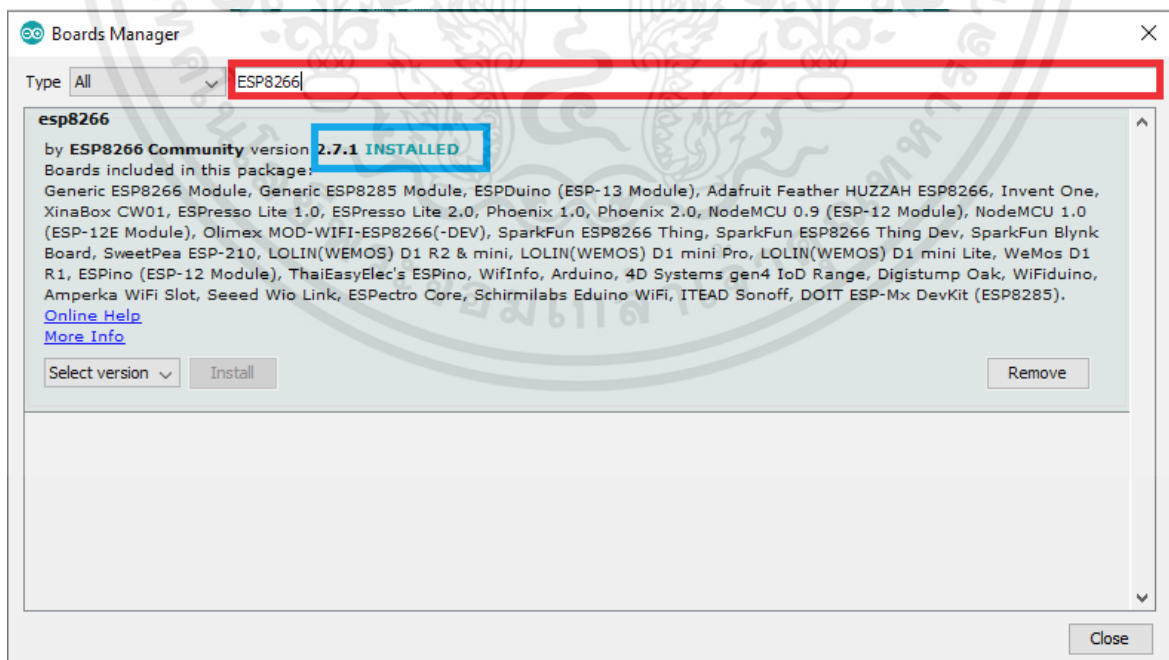 Boards Manager
Type All ESP8266
esp8266
by ESP8266 Community version 2.7.1 INSTALLED
Boards included in this package:
Generic ESP8266 Module, Generic ESP8285 Module, ESPDuino (ESP-13 Module), Adafruit Feather HUZZAH ESP8266, Invent One,
XinaBox CW01, ESPresso Lite 1.0, ESPresso Lite 2.0, Phoenix 1.0, Phoenix 2.0, NodeMCU 0.9 (ESP-12 Module), NodeMCU 1.0
(ESP-12E Module), Olimex MOD-WIFI-ESP8266(-DEV), SparkFun ESP8266 Thing, SparkFun ESP8266 Thing Dev, SparkFun Blynk
Board, SweetPea ESP-210, LOLIN(WEMOS) D1 R2 & mini, LOLIN(WEMOS) D1 mini Pro, LOLIN(WEMOS) D1 mini Lite, WeMos D1
R1, ESPino (ESP-12 Module), ThaiEasyElec's ESPino, WifInfo, Arduino, 4D Systems gen4 IoD Range, Digistump Oak, WiFiduino,
Amperka WiFi Slot, Seeed Wio Link, ESPectro Core, Schirmilabs Eduino WiFi, ITEAD Sonoff, DOIT ESP-Mx DevKit (ESP8285).
Online Help
More Info
Select version Install Remove
Close